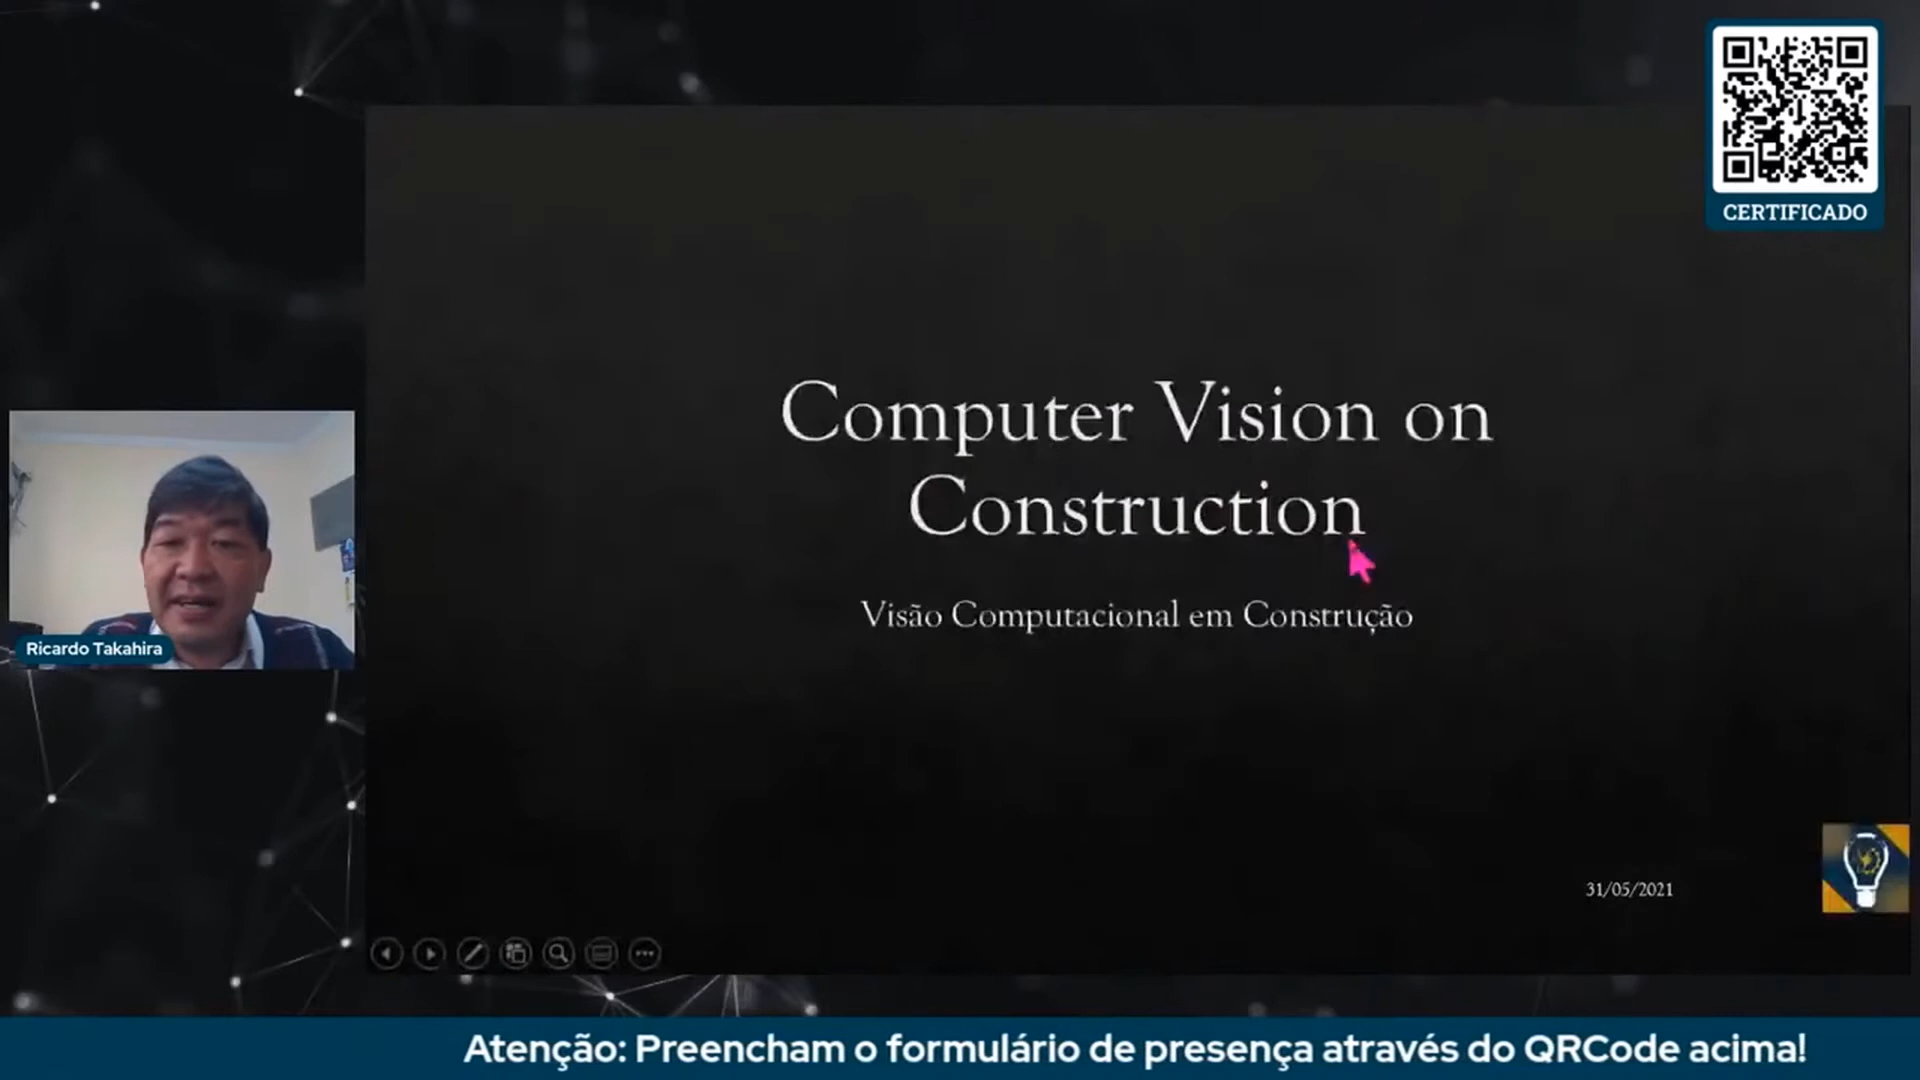 CERTIFICADO
Computer Vision on
Construction
Visão Computacional em Construção
Ricardo Takahira
31/05/2021
Atenção: Preencham o formulário de presença através do QRCode acima!